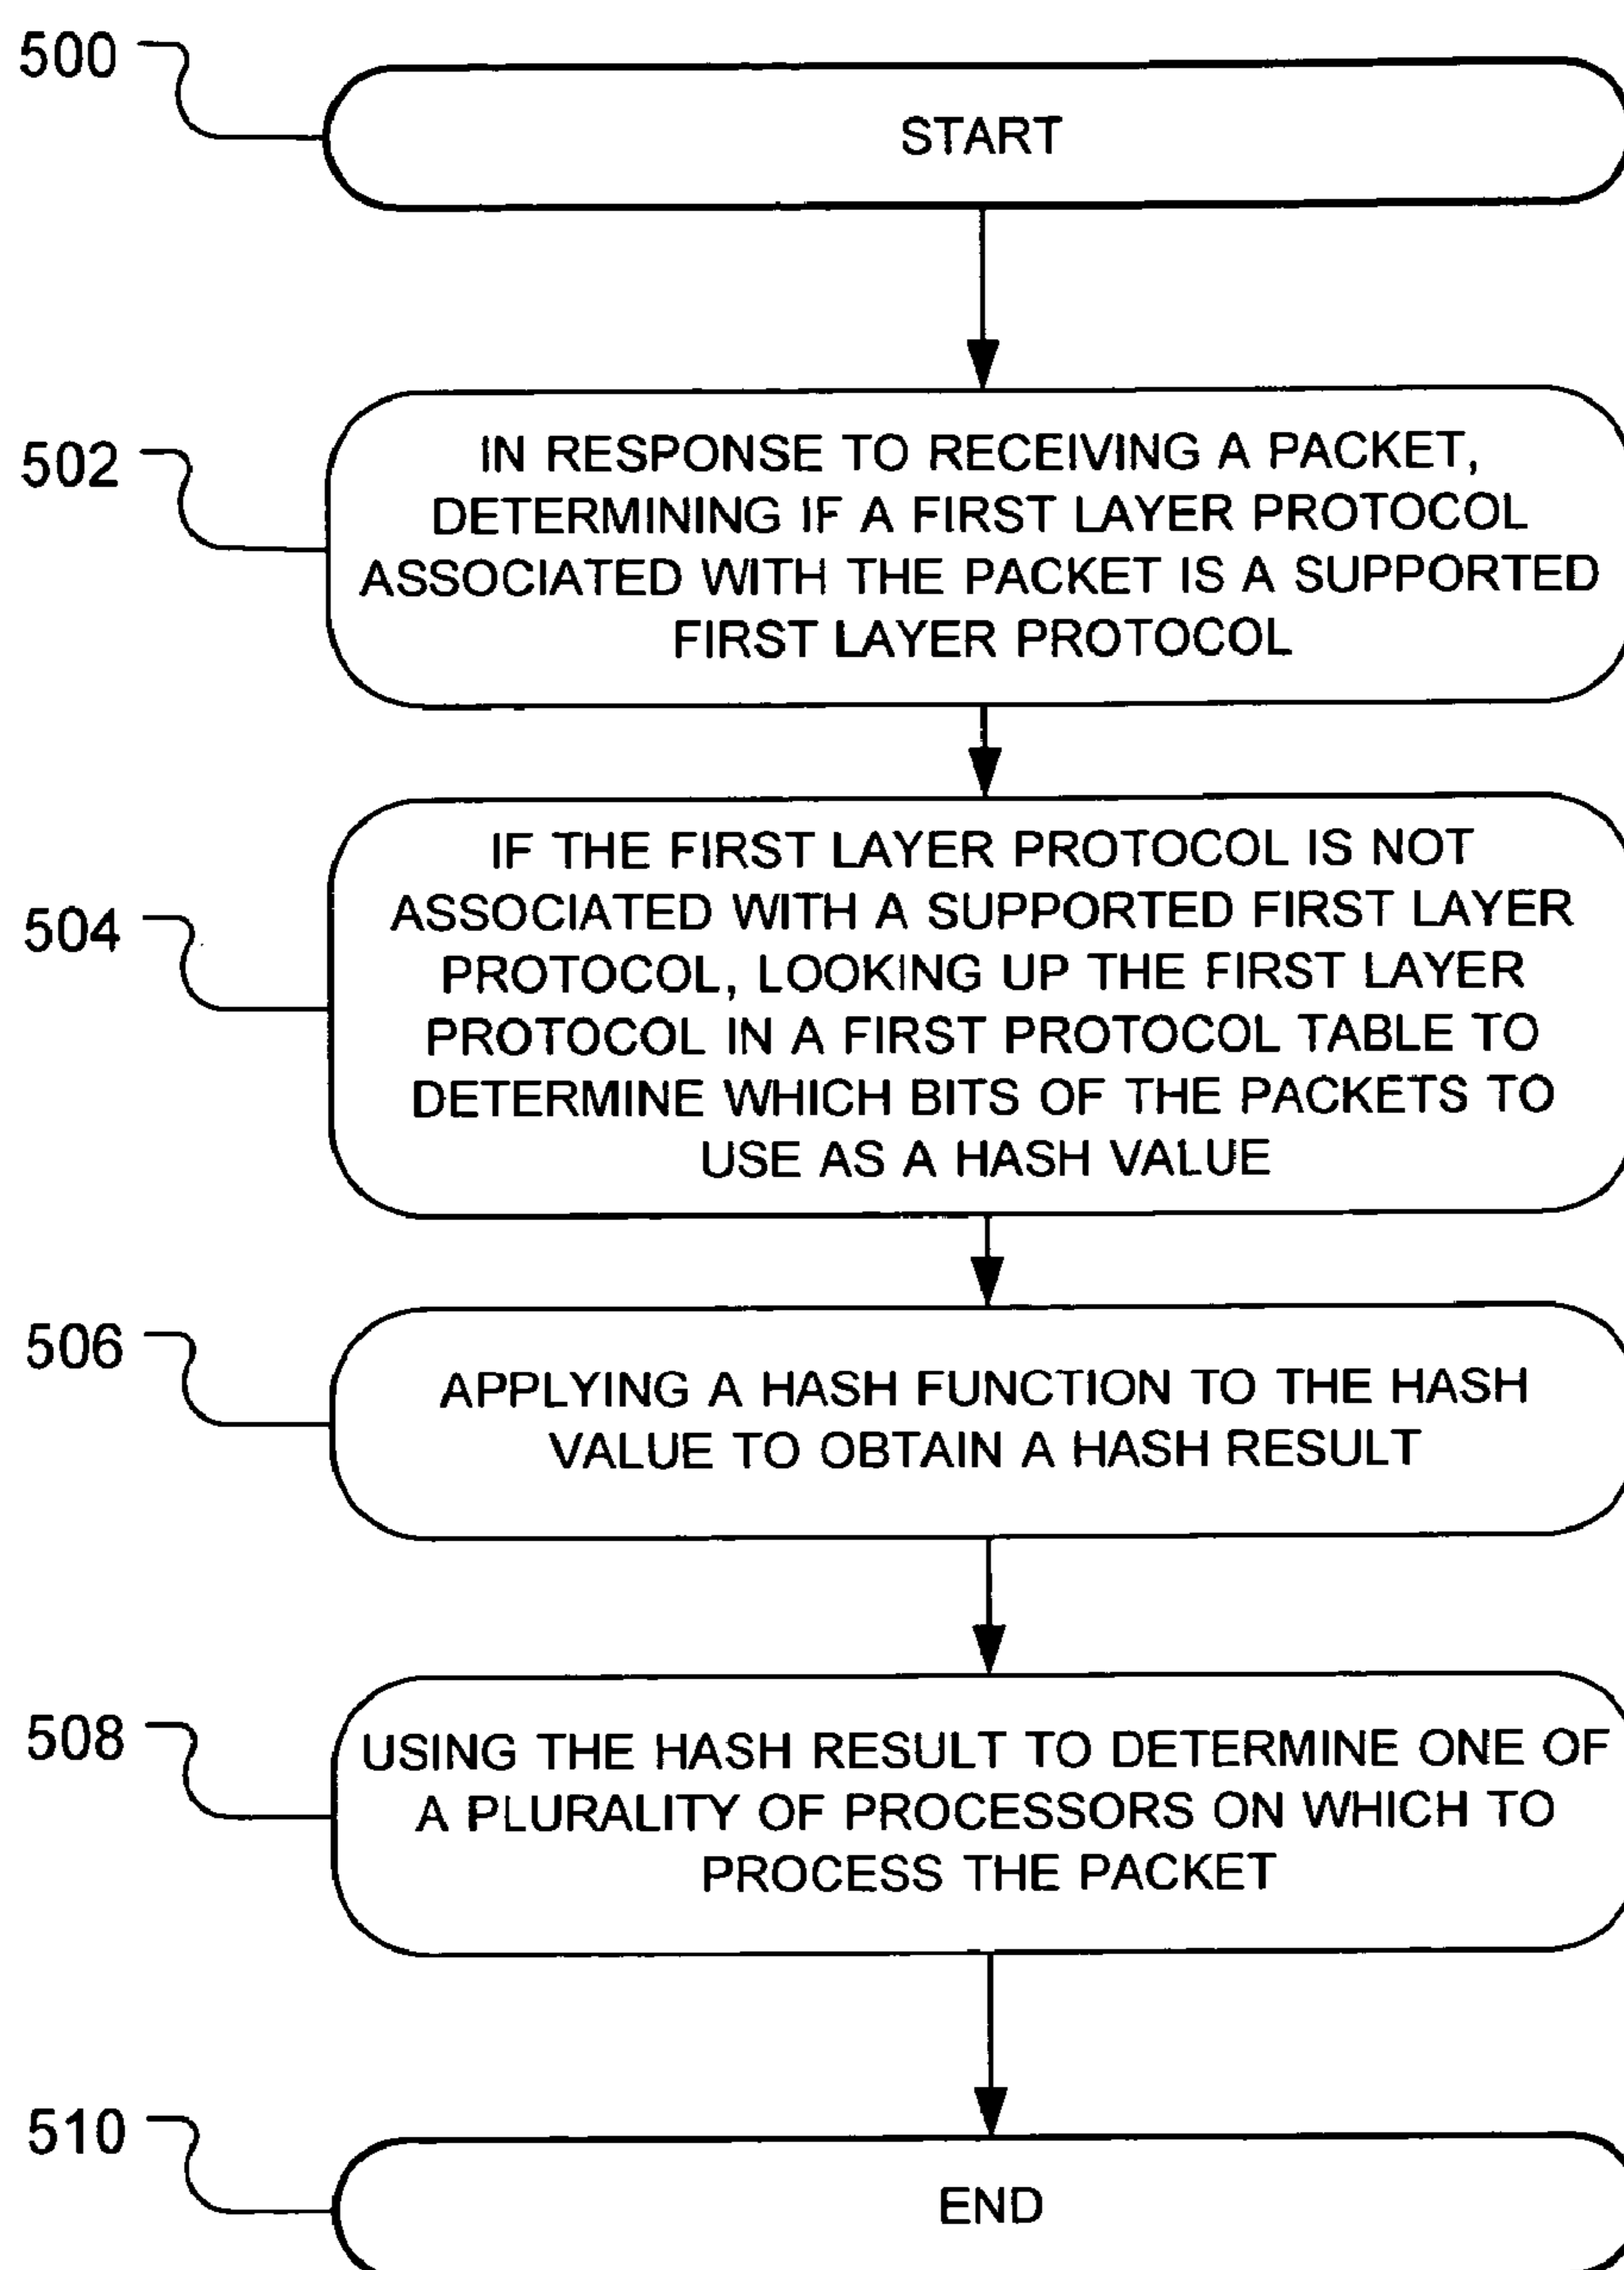 500
START
502
IN RESPONSE TO RECEIVING A PACKET,
DETERMINING IF A FIRST LAYER PROTOCOL
ASSOCIATED WITH THE PACKET IS A SUPPORTED
FIRST LAYER PROTOCOL
504
IF THE FIRST LAYER PROTOCOL IS NOT
ASSOCIATED WITH A SUPPORTED FIRST LAYER
PROTOCOL, LOOKING UP THE FIRST LAYER
PROTOCOL IN A FIRST PROTOCOL TABLE TO
DETERMINE WHICH BITS OF THE PACKETS TO
USE AS A HASH VALUE
506
APPLYING A HASH FUNCTION TO THE HASH
VALUE TO OBTAIN A HASH RESULT
508
USING THE HASH RESULT TO DETERMINE ONE OF
A PLURALITY OF PROCESSORS ON WHICH TO
PROCESS THE PACKET
510
END